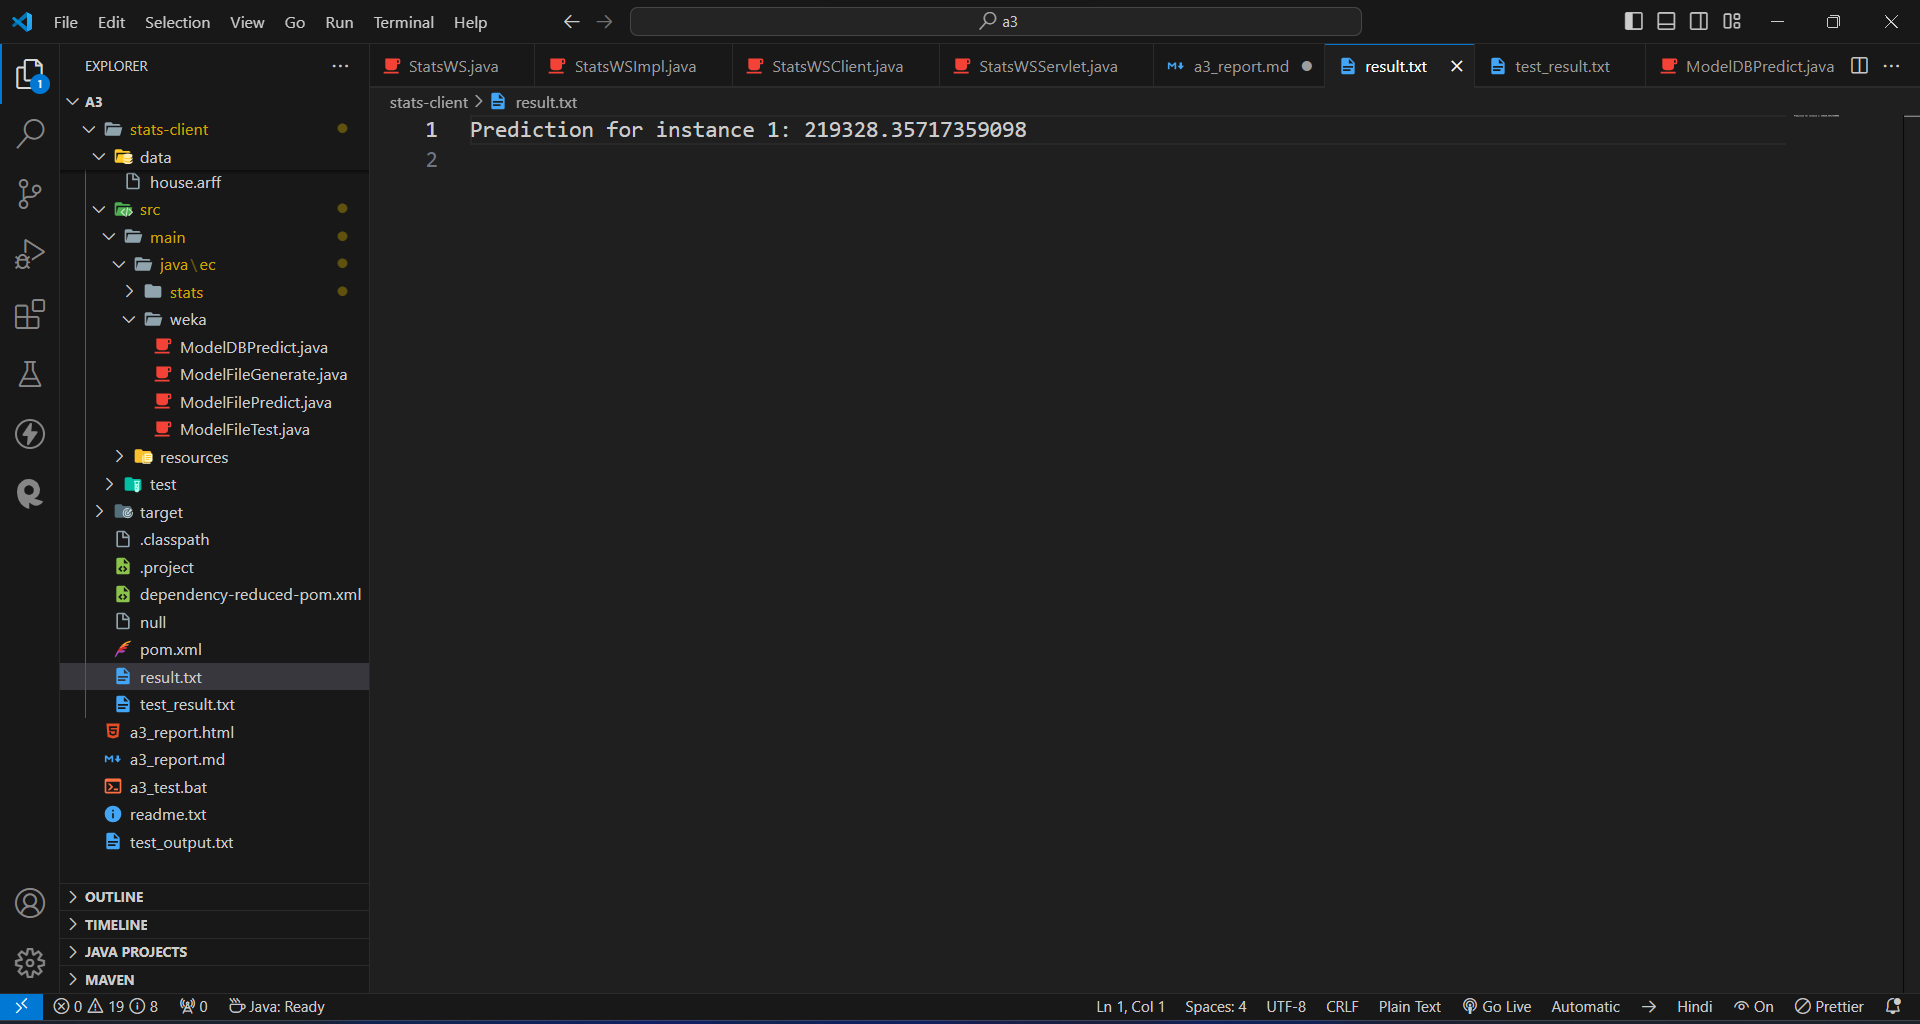 File Edit Selection View Go Run Terminal Help
a3
EXPLORER
1
A3
stats-client
data
house.arff
src
main
java\ec
stats
weka
ModelDBPredict.java
ModelFileGenerate.java
ModelFilePredict.java
ModelFileTest.java
resources
test
target
.classpath
.project
dependency-reduced-pom.xml
null
pom.xml
result.txt
test_result.txt
a3_report.html
a3_report.md
a3_test.bat
readme.txt
test_output.txt
OUTLINE
TIMELINE
JAVA PROJECTS
MAVEN
StatsWS.java StatsWSImpl.java StatsWSClient.java StatsWSServlet.java a3_report.md result.txt test_result.txt ModelDBPredict.java
stats-client > result.txt
1 Prediction for instance 1: 219328.35717359098
2
0 19 8 0 Java: Ready Ln 1, Col 1 Spaces: 4 UTF-8 CRLF Plain Text Go Live Automatic Hindi On Prettier